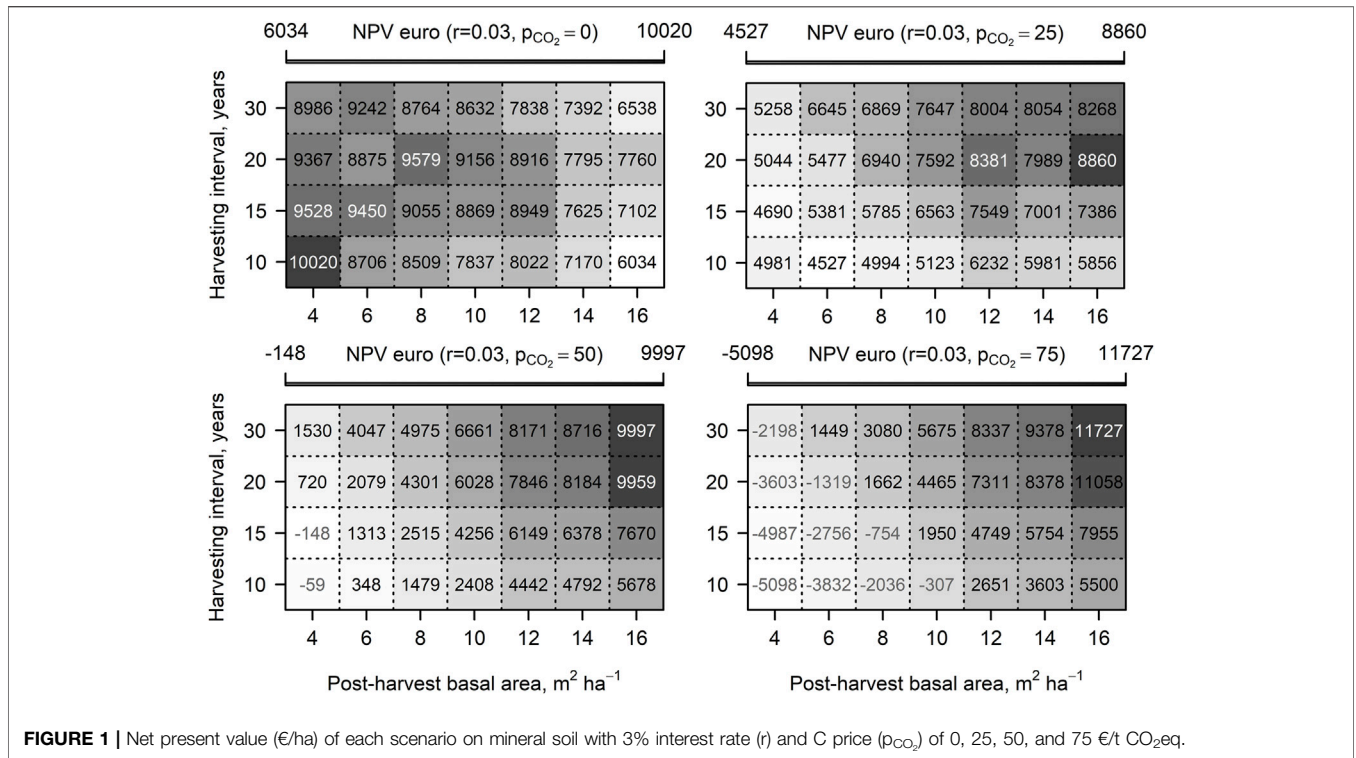 6034 NPV euro (r=0.03, pCO₂ = 0) 10020
4527 NPV euro (r=0.03, pCO₂ = 25) 8860
Harvesting interval, years
30 8986 9242 8764 8632 7838 7392 6538
20 9367 8875 9579 9156 8916 7795 7760
15 9528 9450 9055 8869 8949 7625 7102
10 10020 8706 8509 7837 8022 7170 6034
4 6 8 10 12 14 16
30 5258 6645 6869 7647 8004 8054 8268
20 5044 5477 6940 7592 8381 7989 8860
15 4690 5381 5785 6563 7549 7001 7386
10 4981 4527 4994 5123 6232 5981 5856
4 6 8 10 12 14 16
-148 NPV euro (r=0.03, pCO₂ = 50) 9997
-5098 NPV euro (r=0.03, pCO₂ = 75) 11727
Harvesting interval, years
30 1530 4047 4975 6661 8171 8716 9997
20 720 2079 4301 6028 7846 8184 9959
15 -148 1313 2515 4256 6149 6378 7670
10 -59 348 1479 2408 4442 4792 5678
4 6 8 10 12 14 16
Post-harvest basal area, m² ha⁻¹
30 -2198 1449 3080 5675 8337 9378 11727
20 -3603 -1319 1662 4465 7311 8378 11058
15 -4987 -2756 -754 1950 4749 5754 7955
10 -5098 -3832 -2036 -307 2651 3603 5500
4 6 8 10 12 14 16
Post-harvest basal area, m² ha⁻¹
FIGURE 1 | Net present value (€/ha) of each scenario on mineral soil with 3% interest rate (r) and C price (pCO₂) of 0, 25, 50, and 75 €/t CO₂eq.